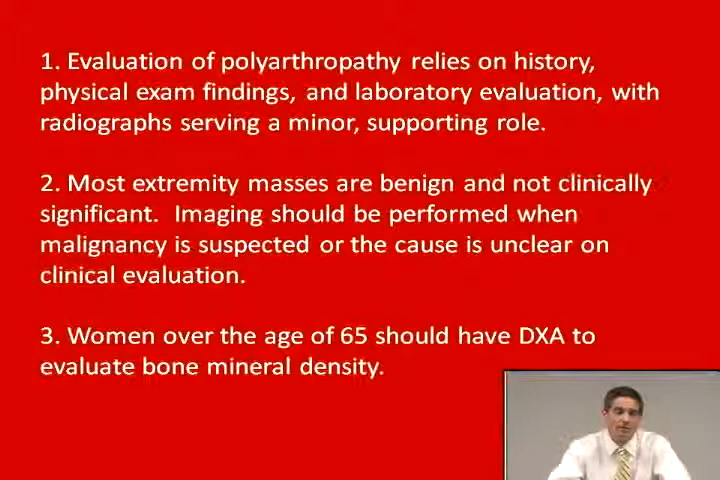 1. Evaluation of polyarthropathy relies on history,
physical exam findings, and laboratory evaluation, with
radiographs serving a minor, supporting role.
2. Most extremity masses are benign and not clinically
significant.  Imaging should be performed when
malignancy is suspected or the cause is unclear on
clinical evaluation.
3. Women over the age of 65 should have DXA to
evaluate bone mineral density.